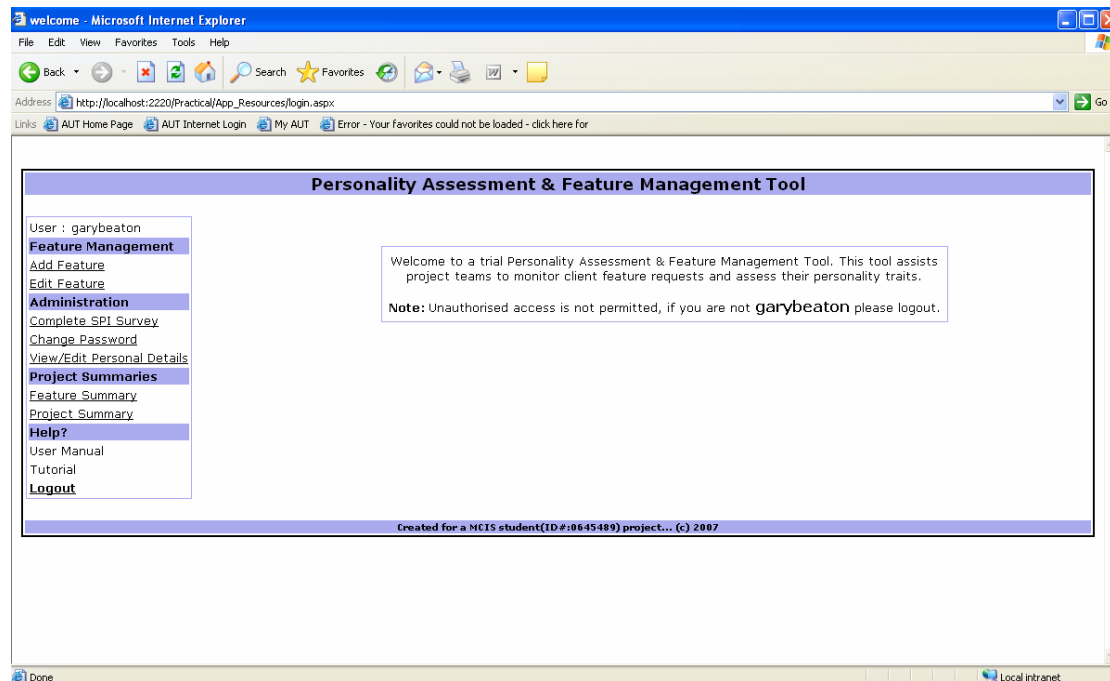 welcome - Microsoft Internet Explorer
File Edit View Favorites Tools Help
Back Search Favorites
Address http://localhost:2220/Practical/App_Resources/login.aspx Go
Links AUT Home Page AUT Internet Login My AUT Error - Your favorites could not be loaded - click here for
Personality Assessment & Feature Management Tool
User : garybeaton
Feature Management
Add Feature
Edit Feature
Administration
Complete SPI Survey
Change Password
View/Edit Personal Details
Project Summaries
Feature Summary
Project Summary
Help?
User Manual
Tutorial
Logout
Welcome to a trial Personality Assessment & Feature Management Tool. This tool assists
project teams to monitor client feature requests and assess their personality traits.
Note: Unauthorised access is not permitted, if you are not garybeaton please logout.
Created for a MCIS student(ID#:0645489) project... (c) 2007
Done Local intranet